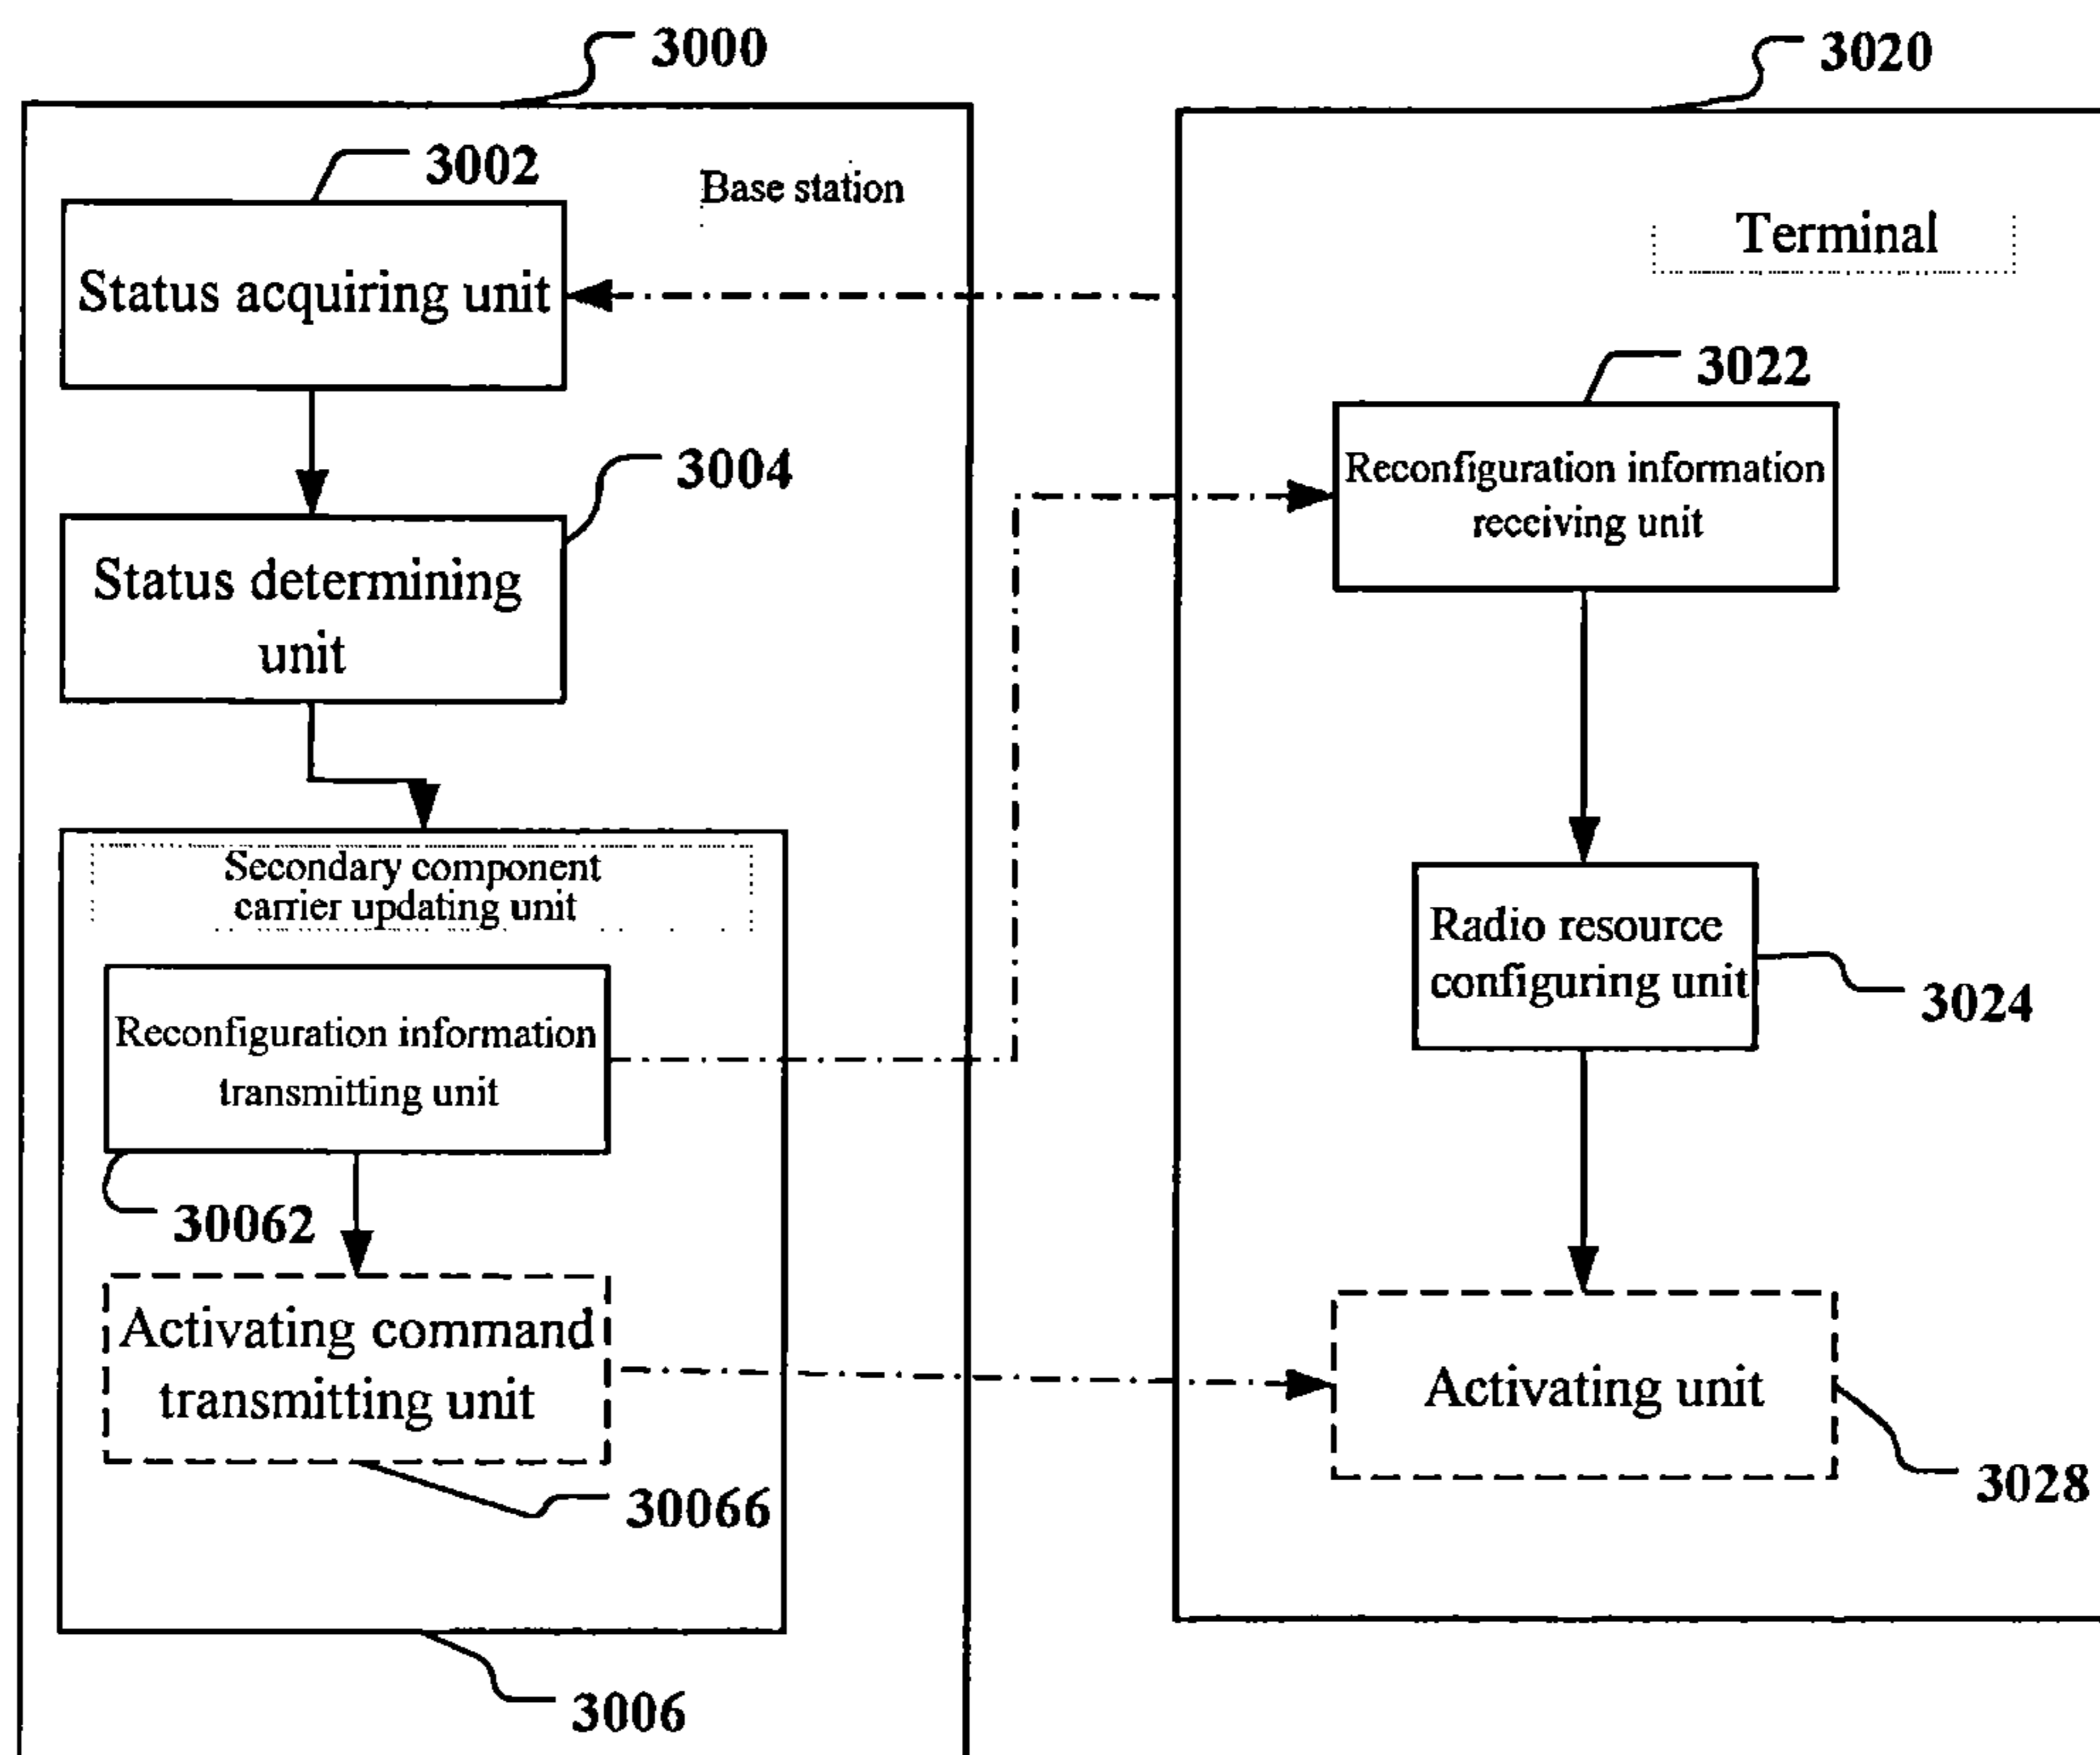 3000
3020
3002
Base station
Terminal
Status acquiring unit
3022
Reconfiguration information
receiving unit
3004
Status determining
unit
Secondary component
carrier updating unit
Radio resource
configuring unit
3024
Reconfiguration information
transmitting unit
30062
Activating command
transmitting unit
Activating unit
3028
30066
3006